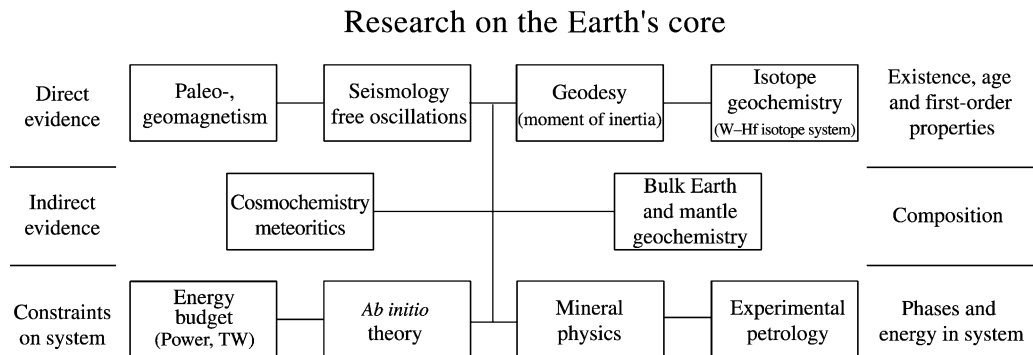 Research on the Earth's core
Direct
evidence
Paleo-,
geomagnetism
Seismology
free oscillations
Geodesy
(moment of inertia)
Isotope
geochemistry
(W–Hf isotope system)
Existence, age
and first-order
properties
Indirect
evidence
Cosmochemistry
meteoritics
Bulk Earth
and mantle
geochemistry
Composition
Constraints
on system
Energy
budget
(Power, TW)
Ab initio
theory
Mineral
physics
Experimental
petrology
Phases and
energy in system